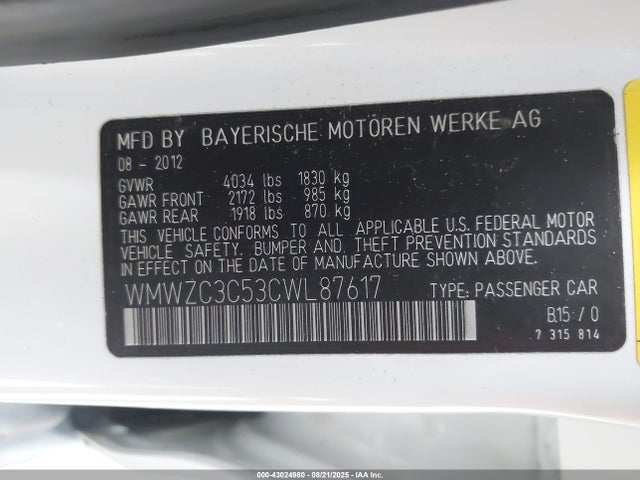 MFD BY BAYERISCHE MOTOREN WERKE AG
08 - 2012
GVWR 4034 lbs 1830 kg
GAWR FRONT 2172 lbs 985 kg
GAWR REAR 1918 lbs 870 kg
THIS VEHICLE CONFORMS TO ALL APPLICABLE U.S. FEDERAL MOTOR
VEHICLE SAFETY, BUMPER AND THEFT PREVENTION STANDARDS
IN EFFECT ON THE DATE OF MANUFACTURE SHOWN ABOVE.
WMWZC3C53CWL87617 TYPE: PASSENGER CAR
B.15 / 0
7 315 814
000-43024980 - 08/21/2025 - IAAI.COM